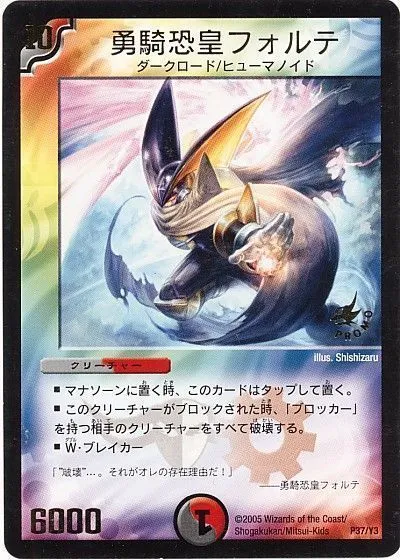 10
勇騎恐皇フォルテ
ダークロード/ヒューマノイド
PROMO
illus. Shishizaru
クリーチャー
■ マナゾーンに置く時、このカードはタップして置く。
■ このクリーチャーがブロックされた時、「ブロッカー」
を持つ相手のクリーチャーをすべて破壊する。
■ W・ブレイカー
「“破壊”…。それがオレの存在理由だ！」
――勇騎恐皇フォルテ
6000
1
©2005 Wizards of the Coast/
Shogakukan/Mitsui-Kids
P37/Y3